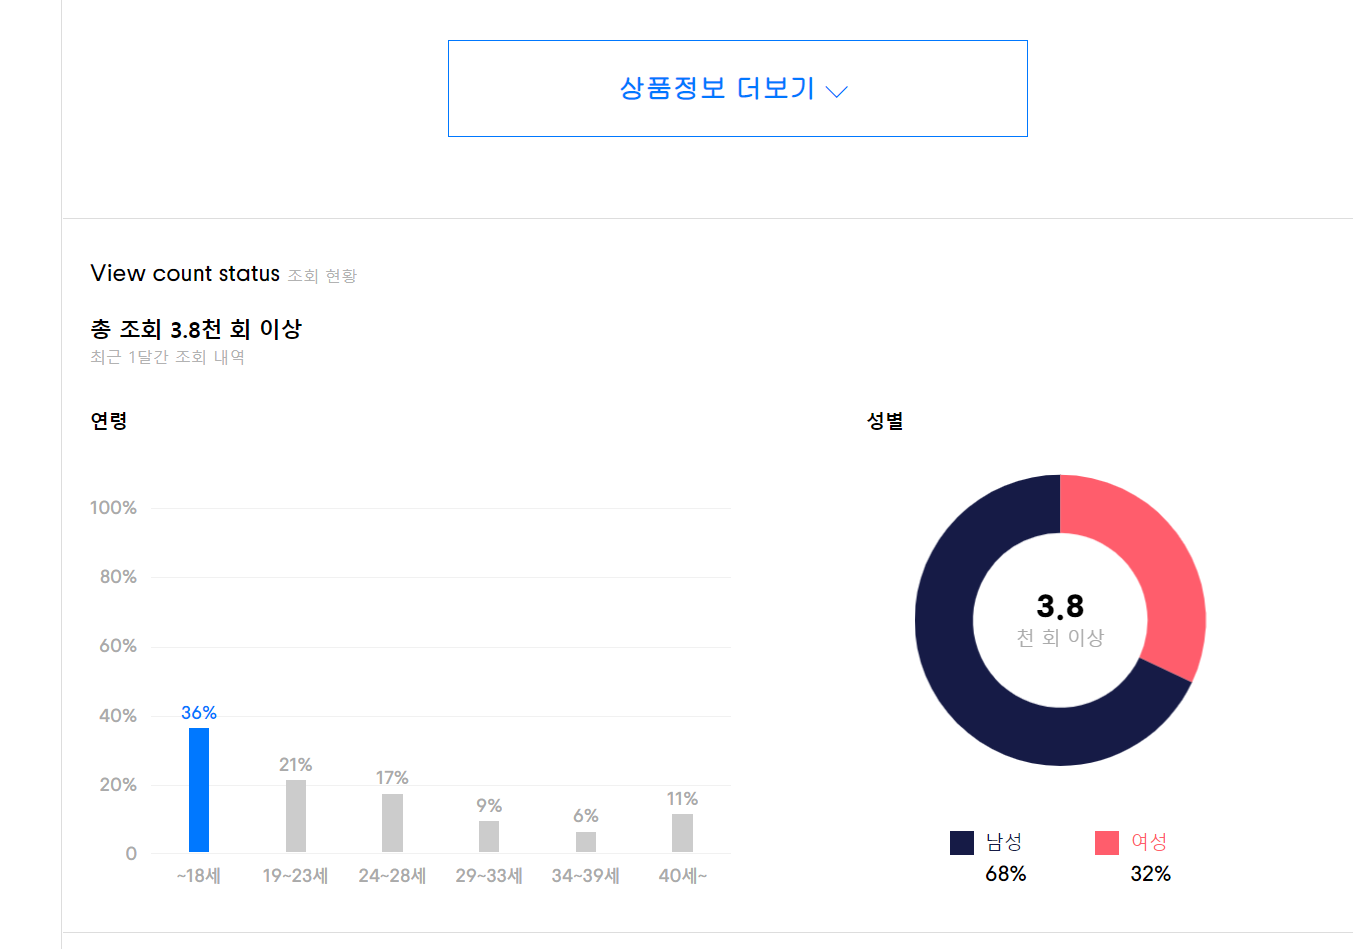 상품정보 더보기
View count status 조회 현황
총 조회 3.8천 회 이상
최근 1달간 조회 내역
연령
성별
100%
80%
60%
40%
20%
0
36%
21%
17%
9%
6%
11%
~18세
19~23세
24~28세
29~33세
34~39세
40세~
3.8
천 회 이상
남성
68%
여성
32%